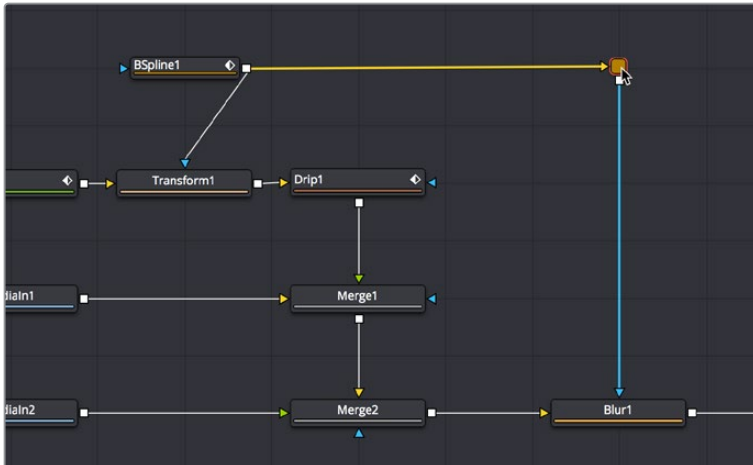 BSpline1
Transform1
Drip1
diaIn1
Merge1
diaIn2
Merge2
Blur1